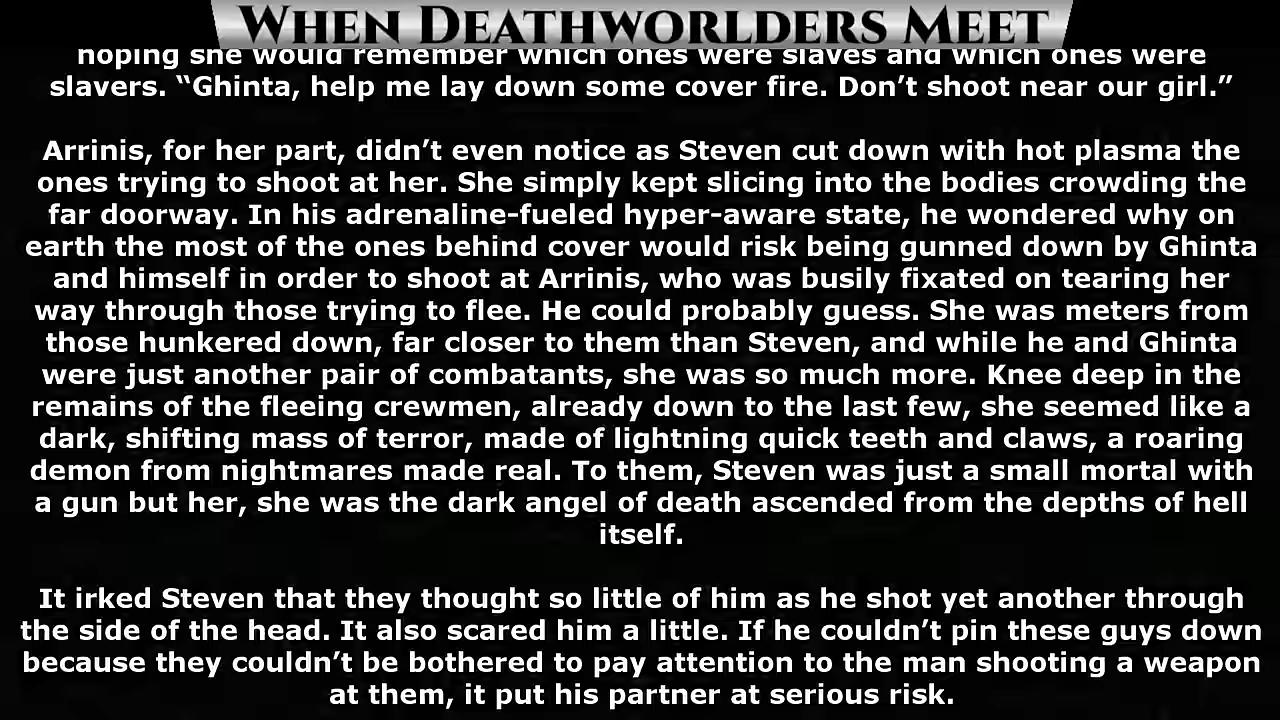 When Deathworlders Meet
hoping she would remember which ones were slaves and which ones were
slavers. “Ghinta, help me lay down some cover fire. Don’t shoot near our girl.”
Arrinis, for her part, didn’t even notice as Steven cut down with hot plasma the
ones trying to shoot at her. She simply kept slicing into the bodies crowding the
far doorway. In his adrenaline-fueled hyper-aware state, he wondered why on
earth the most of the ones behind cover would risk being gunned down by Ghinta
and himself in order to shoot at Arrinis, who was busily fixated on tearing her
way through those trying to flee. He could probably guess. She was meters from
those hunkered down, far closer to them than Steven, and while he and Ghinta
were just another pair of combatants, she was so much more. Knee deep in the
remains of the fleeing crewmen, already down to the last few, she seemed like a
dark, shifting mass of terror, made of lightning quick teeth and claws, a roaring
demon from nightmares made real. To them, Steven was just a small mortal with
a gun but her, she was the dark angel of death ascended from the depths of hell
itself.
It irked Steven that they thought so little of him as he shot yet another through
the side of the head. It also scared him a little. If he couldn’t pin these guys down
because they couldn’t be bothered to pay attention to the man shooting a weapon
at them, it put his partner at serious risk.